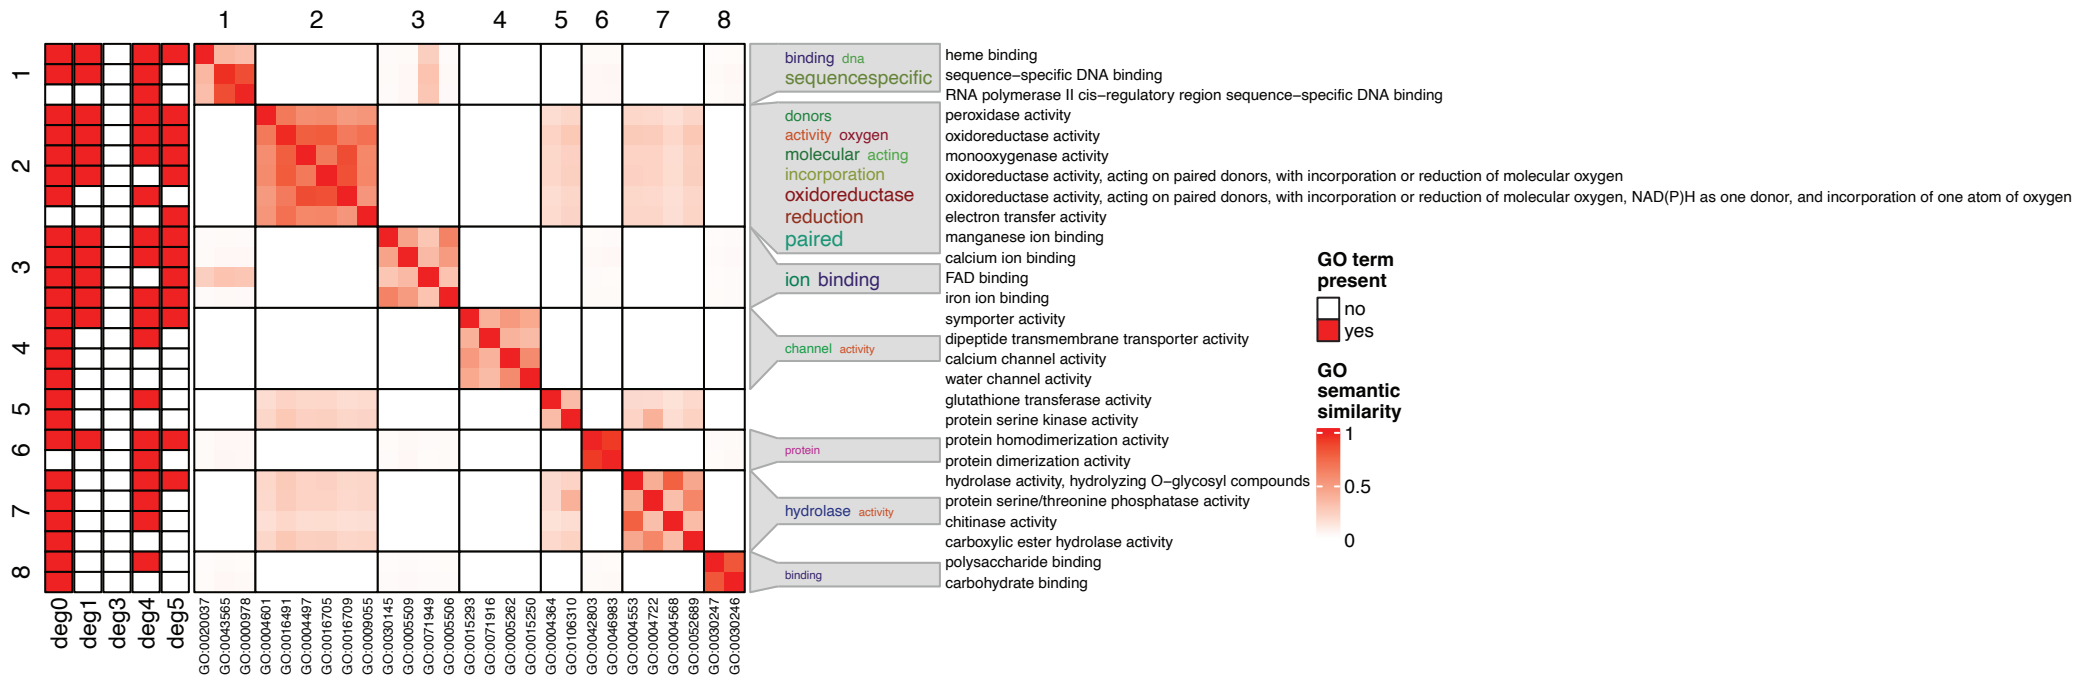 1 2 3 4 5 6 7 8
1
2
3
4
5
6
7
8
deg0
deg1
deg3
deg4
deg5
GO:0020037
GO:0043565
GO:0000978
GO:0004601
GO:0016491
GO:0004497
GO:0016705
GO:0016709
GO:0009055
GO:0030145
GO:0005509
GO:0071949
GO:0005506
GO:0015293
GO:0071916
GO:0005262
GO:0015250
GO:0004364
GO:0106310
GO:0042803
GO:0046983
GO:0004553
GO:0004722
GO:0004568
GO:0052689
GO:0030247
GO:0030246
binding dna
sequencespecific
donors
activity oxygen
molecular acting
incorporation
oxidoreductase
reduction
paired
ion binding
channel activity
protein
hydrolase activity
binding
heme binding
sequence−specific DNA binding
RNA polymerase II cis−regulatory region sequence−specific DNA binding
peroxidase activity
oxidoreductase activity
monooxygenase activity
oxidoreductase activity, acting on paired donors, with incorporation or reduction of molecular oxygen
oxidoreductase activity, acting on paired donors, with incorporation or reduction of molecular oxygen, NAD(P)H as one donor, and incorporation of one atom of oxygen
electron transfer activity
manganese ion binding
calcium ion binding
FAD binding
iron ion binding
symporter activity
dipeptide transmembrane transporter activity
calcium channel activity
water channel activity
glutathione transferase activity
protein serine kinase activity
protein homodimerization activity
protein dimerization activity
hydrolase activity, hydrolyzing O−glycosyl compounds
protein serine/threonine phosphatase activity
chitinase activity
carboxylic ester hydrolase activity
polysaccharide binding
carbohydrate binding
GO term
present
no
yes
GO
semantic
similarity
1
0.5
0